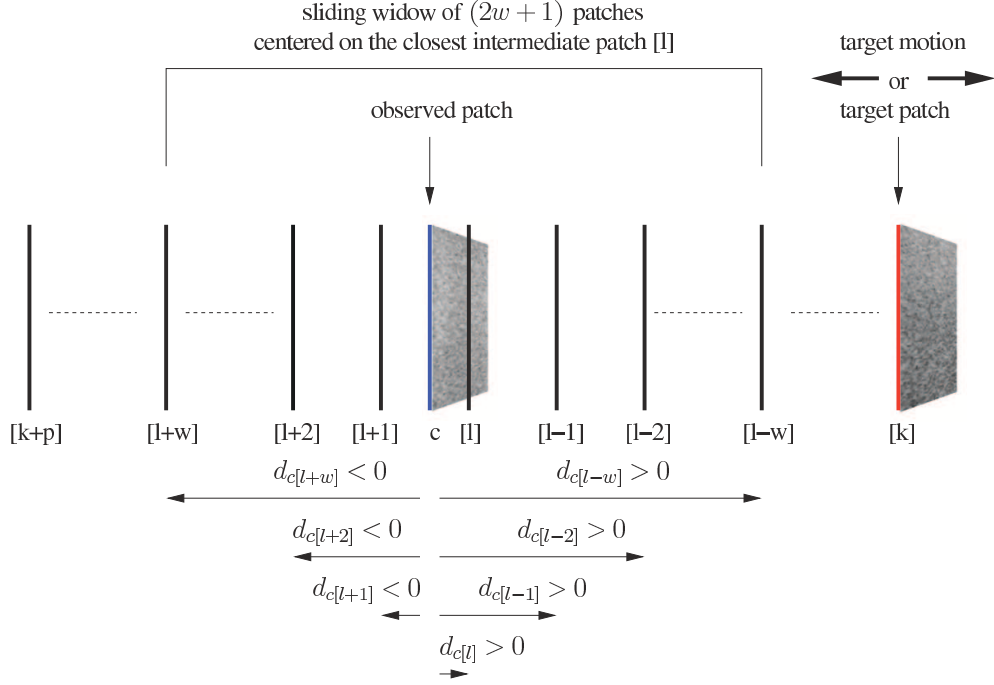 sliding widow of (2w + 1) patches
centered on the closest intermediate patch [l]
target motion
or
target patch
observed patch
[k+p] [l+w] [l+2] [l+1] c [l] [l−1] [l−2] [l−w] [k]
d_{c[l+w]} < 0 d_{c[l−w]} > 0
d_{c[l+2]} < 0 d_{c[l−2]} > 0
d_{c[l+1]} < 0 d_{c[l−1]} > 0
d_{c[l]} > 0